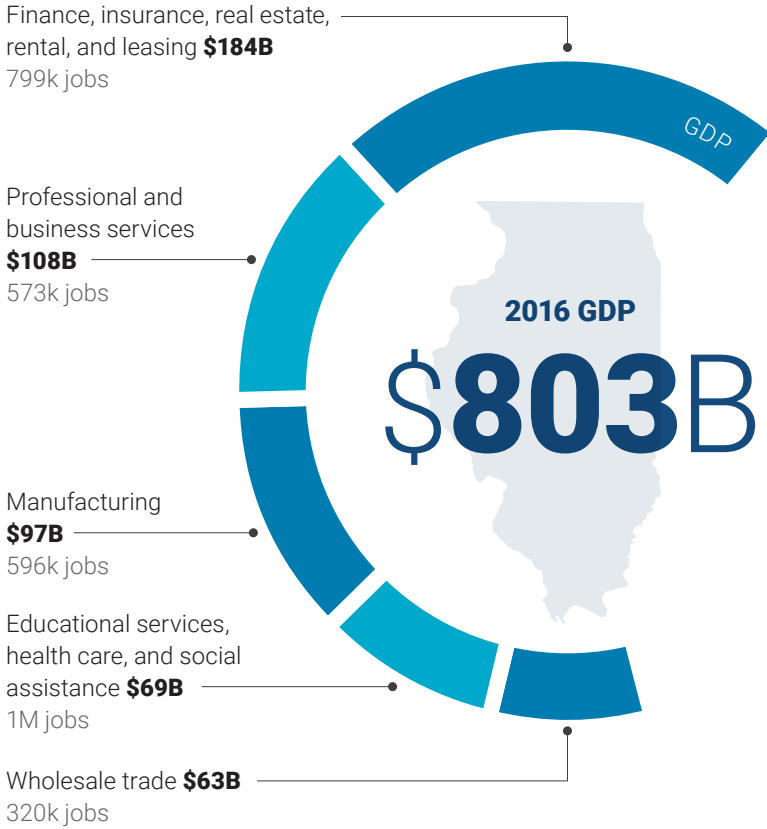 Finance, insurance, real estate,
rental, and leasing $184B
799k jobs
GDP
Professional and
business services
$108B
573k jobs
2016 GDP
$803B
Manufacturing
$97B
596k jobs
Educational services,
health care, and social
assistance $69B
1M jobs
Wholesale trade $63B
320k jobs